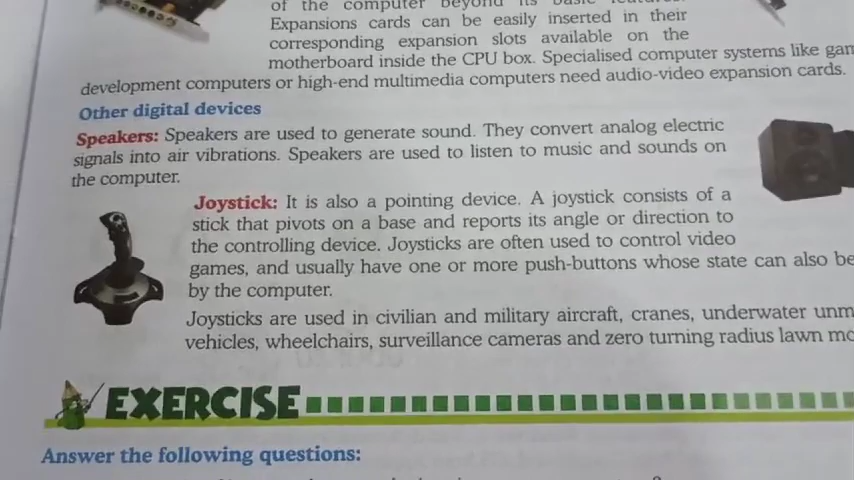 of the computer beyond its basic features.
Expansions cards can be easily inserted in their
corresponding expansion slots available on the
motherboard inside the CPU box. Specialised computer systems like
development computers or high-end multimedia computers need audio-video expansion cards.
Other digital devices
Speakers: Speakers are used to generate sound. They convert analog electric
signals into air vibrations. Speakers are used to listen to music and sounds on
the computer.
Joystick: It is also a pointing device. A joystick consists of a
stick that pivots on a base and reports its angle or direction to
the controlling device. Joysticks are often used to control video
games, and usually have one or more push-buttons whose state can also be
by the computer.
Joysticks are used in civilian and military aircraft, cranes, underwater
vehicles, wheelchairs, surveillance cameras and zero turning radius lawn
EXERCISE
Answer the following questions: